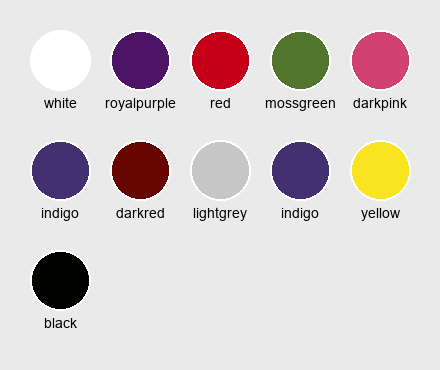 white royalpurple red mossgreen darkpink
indigo darkred lightgrey indigo yellow
black